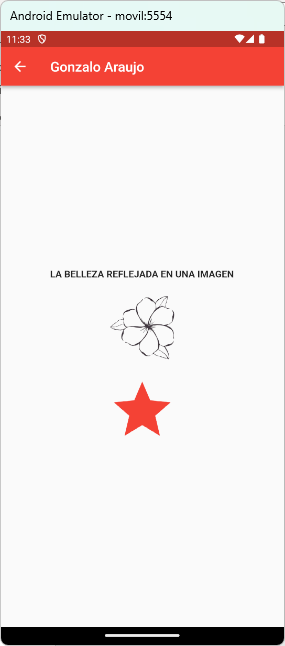 Android Emulator - movil:5554
11:33
Gonzalo Araujo
LA BELLEZA REFLEJADA EN UNA IMAGEN